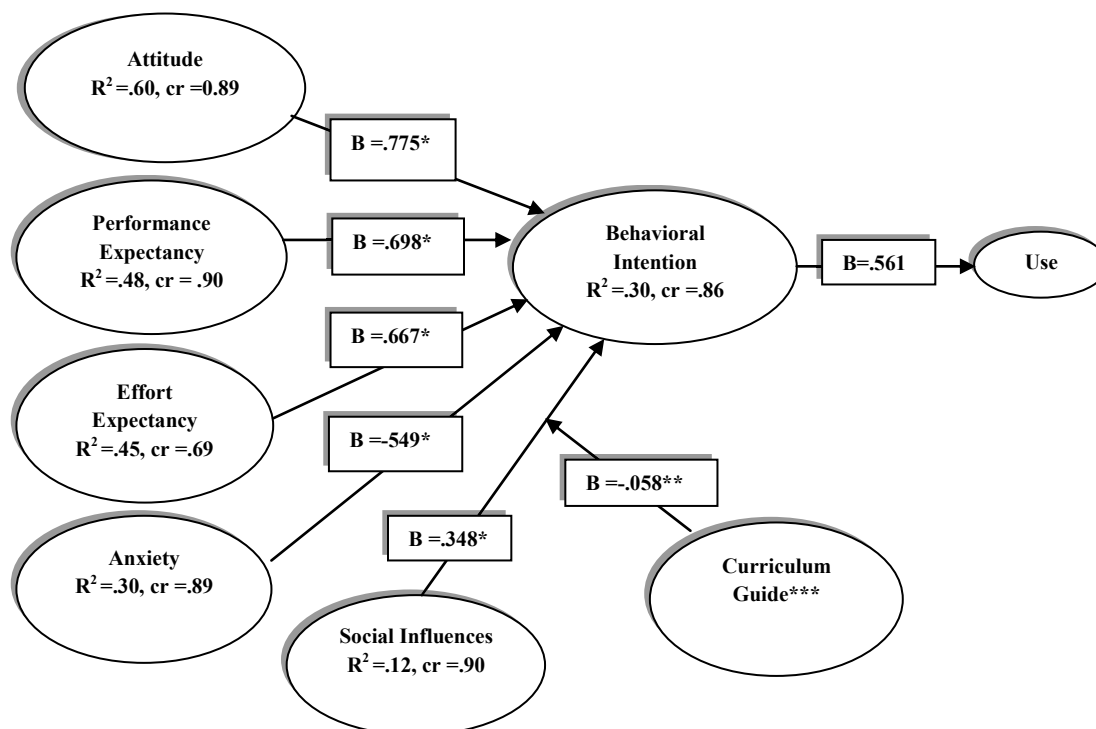 Attitude
R²=.60, cr =0.89
B =.775*
Performance
Expectancy
R²=.48, cr = .90
B =.698*
Behavioral
Intention
R²=.30, cr =.86
B=.561
Use
Effort
Expectancy
R²=.45, cr =.69
B =.667*
Anxiety
R²=.30, cr =.89
B =-549*
Social Influences
R²=.12, cr =.90
B =.348*
B =-.058**
Curriculum
Guide***